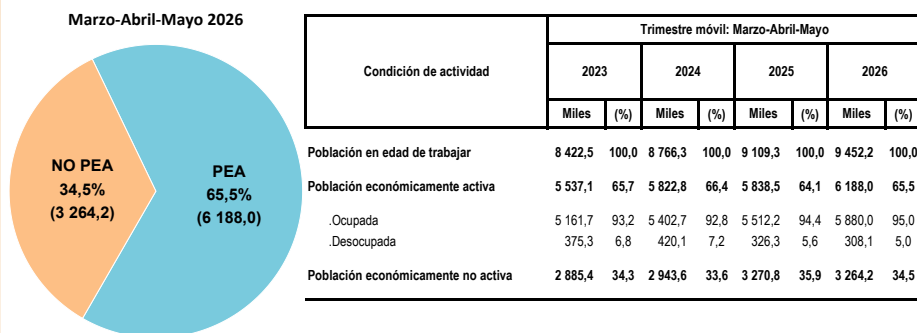 Marzo-Abril-Mayo 2026
NO PEA
34,5%
(3 264,2)
PEA
65,5%
(6 188,0)
Condición de actividad
Trimestre móvil: Marzo-Abril-Mayo
2023 2024 2025 2026
Miles (%) Miles (%) Miles (%) Miles (%)
Población en edad de trabajar 8 422,5 100,0 8 766,3 100,0 9 109,3 100,0 9 452,2 100,0
Población económicamente activa 5 537,1 65,7 5 822,8 66,4 5 838,5 64,1 6 188,0 65,5
.Ocupada 5 161,7 93,2 5 402,7 92,8 5 512,2 94,4 5 880,0 95,0
.Desocupada 375,3 6,8 420,1 7,2 326,3 5,6 308,1 5,0
Población económicamente no activa 2 885,4 34,3 2 943,6 33,6 3 270,8 35,9 3 264,2 34,5